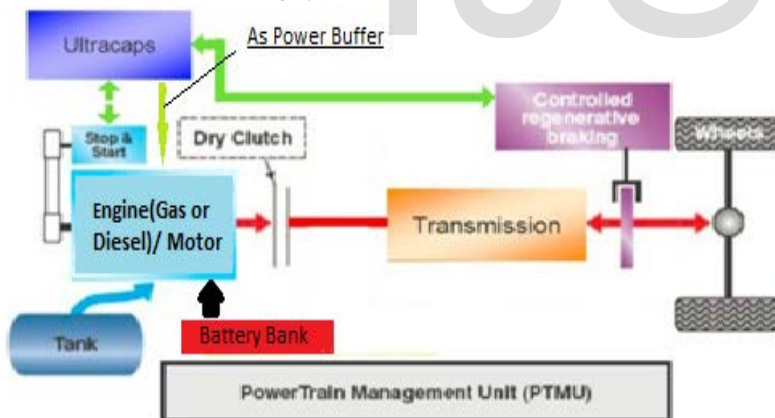 Ultracaps
As Power Buffer
Stop &
Start
Dry Clutch
Controlled
regenerative
braking
Wheels
Engine(Gas or
Diesel)/ Motor
Transmission
Tank
Battery Bank
PowerTrain Management Unit (PTMU)